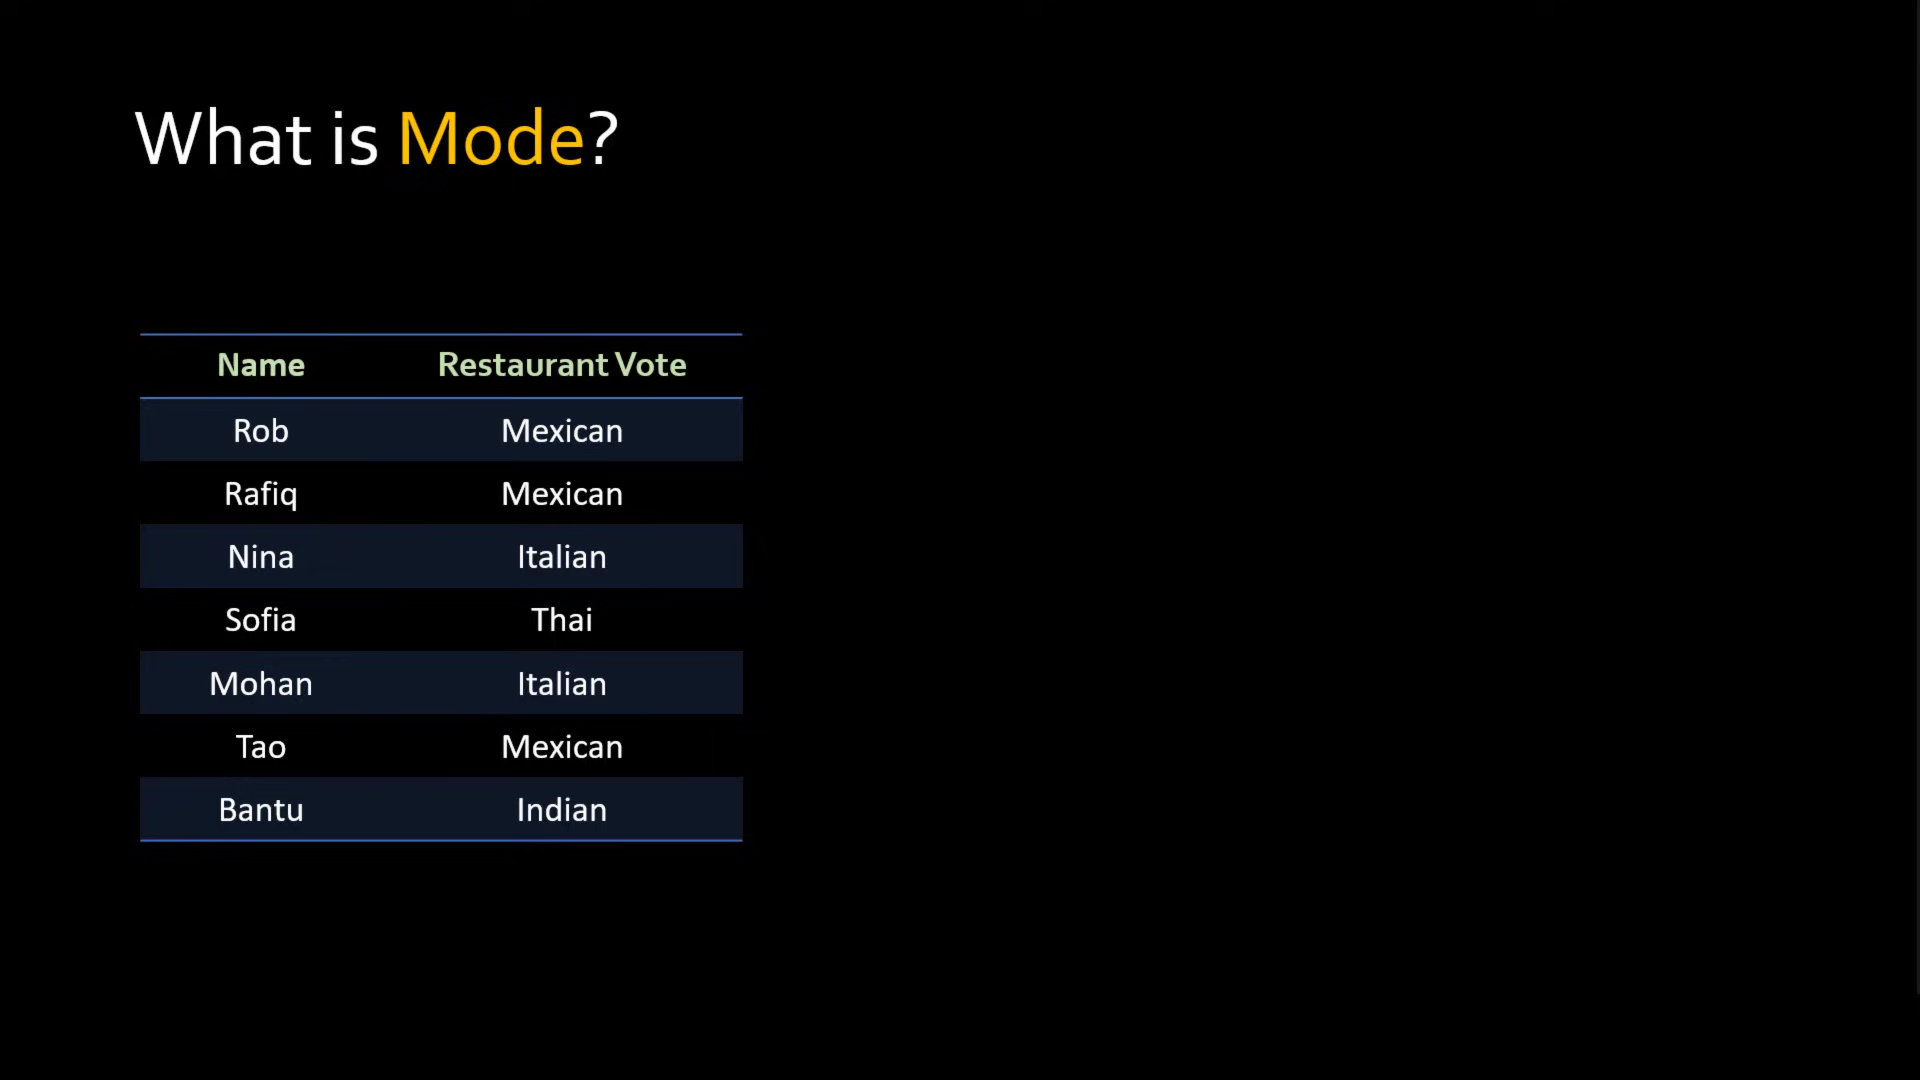 What is Mode?
Name Restaurant Vote
Rob Mexican
Rafiq Mexican
Nina Italian
Sofia Thai
Mohan Italian
Tao Mexican
Bantu Indian